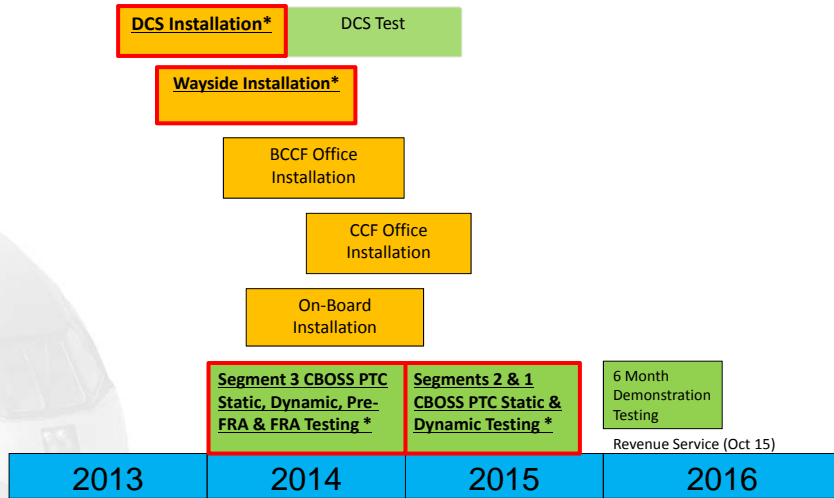 DCS Installation*
DCS Test
Wayside Installation*
BCCF Office
Installation
CCF Office
Installation
On-Board
Installation
Segment 3 CBOSS PTC
Static, Dynamic, Pre-
FRA & FRA Testing *
Segments 2 & 1
CBOSS PTC Static &
Dynamic Testing *
6 Month
Demonstration
Testing
Revenue Service (Oct 15)
2013
2014
2015
2016